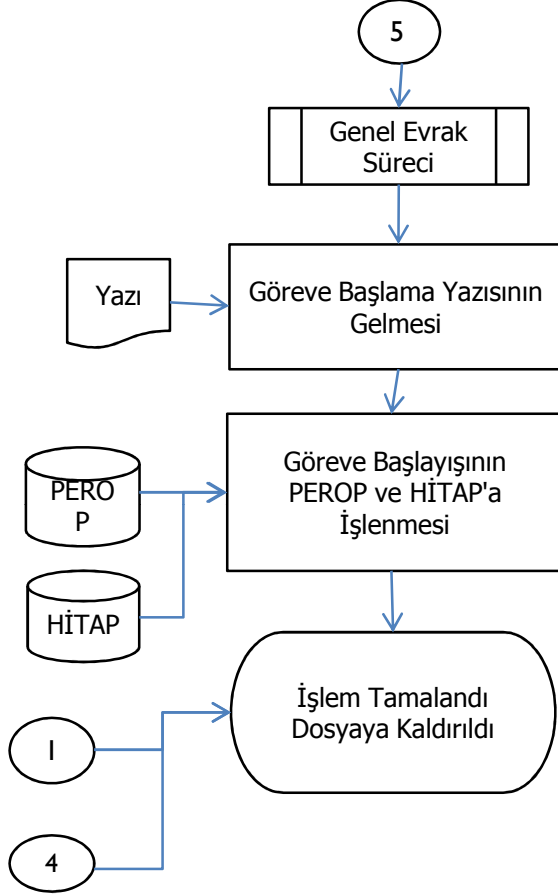 5
Genel Evrak
Süreci
Yazı
Göreve Başlama Yazısının
Gelmesi
PERO
P
Göreve Başlayışının
PEROP ve HİTAP'a
İşlenmesi
HİTAP
İşlem Tamalandı
Dosyaya Kaldırıldı
I
4